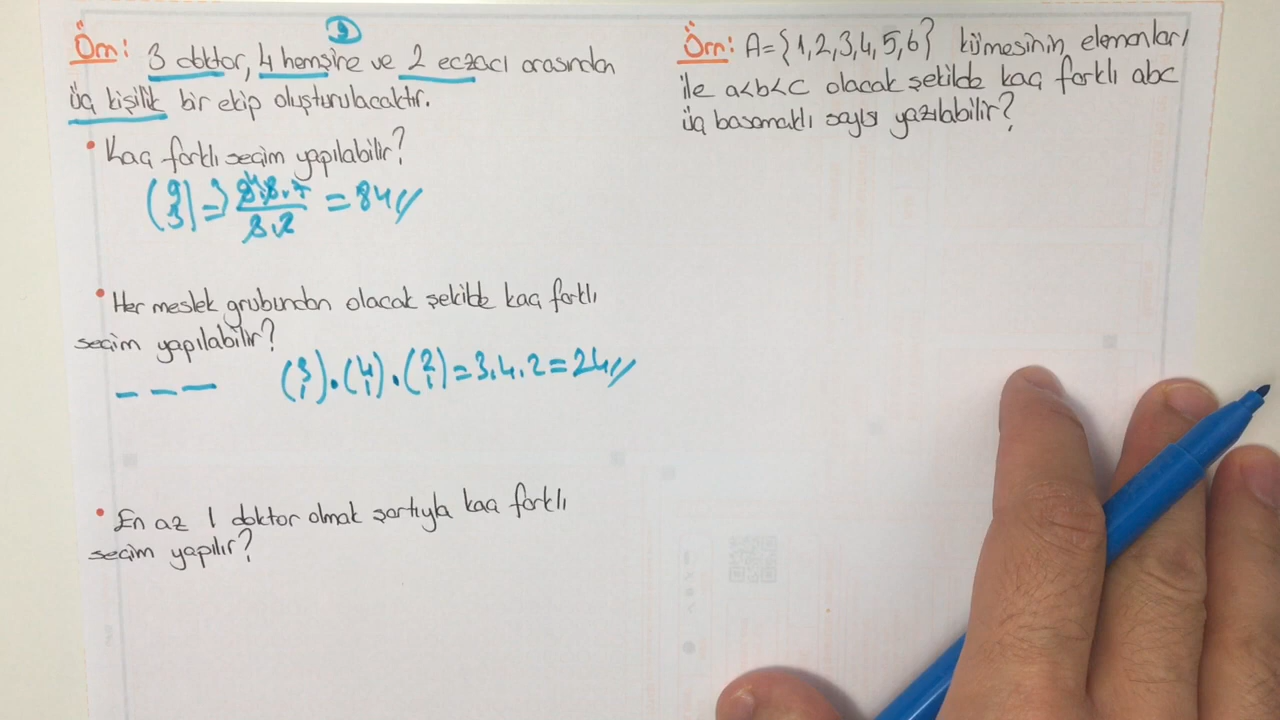 9
Örn: 3 doktor, 4 hemşire ve 2 eczacı arasından
üç kişilik bir ekip oluşturulacaktır.
• Kaç farklı seçim yapılabilir?
(9 3) = 9.8.7 / 3.2 = 84//
• Her meslek grubundan olacak şekilde kaç farklı
seçim yapılabilir?
(3 1).(4 1).(2 1)=3.4.2=24//
• En az 1 doktor olmak şartıyla kaç farklı
seçim yapılır?
Örn: A={1,2,3,4,5,6} kümesinin elemanları
ile a<b<c olacak şekilde kaç farklı abc
üç basamaklı sayısı yazılabilir?